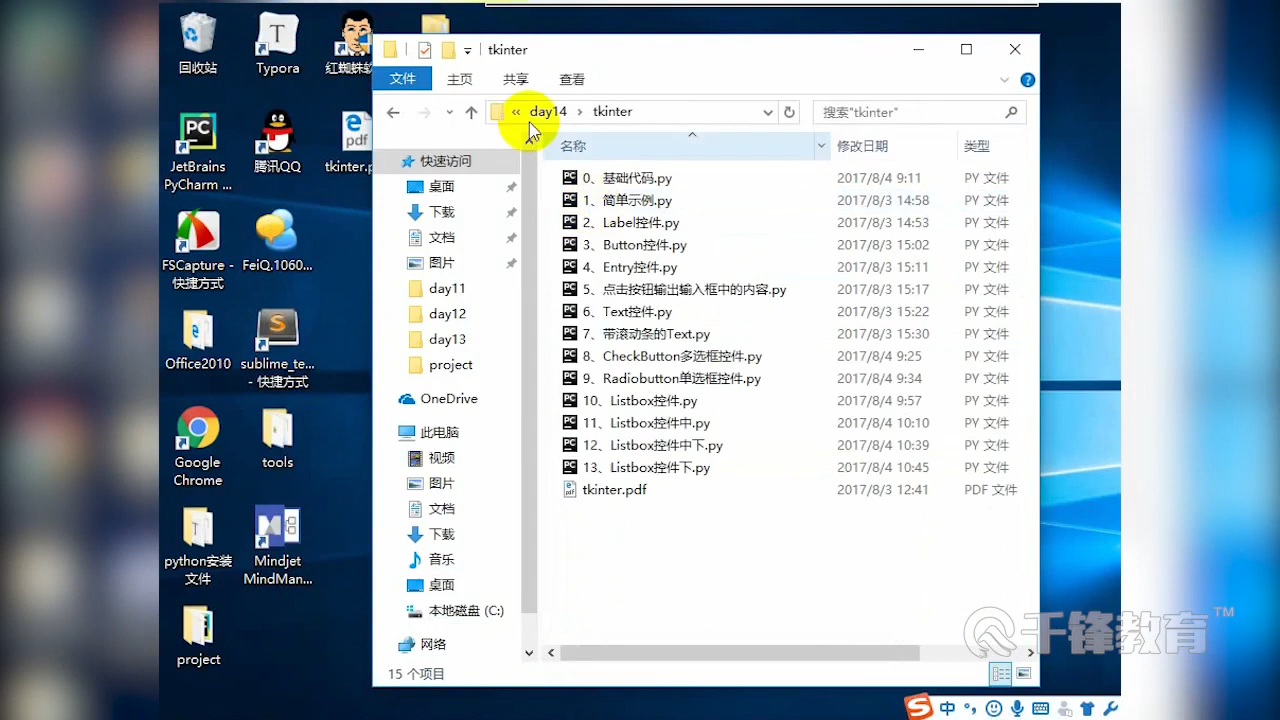 回收站
Typora
红蜘蛛软
JetBrains
PyCharm ...
腾讯QQ
tkinter.p
FSCapture -
快捷方式
FeiQ.1060...
Office2010
sublime_te...
- 快捷方式
Google
Chrome
tools
python安装
文件
Mindjet
MindMan...
project
tkinter
文件
主页
共享
查看
« day14 › tkinter
搜索"tkinter"
快速访问
桌面
下载
文档
图片
day11
day12
day13
project
OneDrive
此电脑
视频
图片
文档
下载
音乐
桌面
本地磁盘 (C:)
网络
名称 修改日期 类型
0、基础代码.py 2017/8/4 9:11 PY 文件
1、简单示例.py 2017/8/3 14:58 PY 文件
2、Label控件.py 2017/8/3 14:53 PY 文件
3、Button控件.py 2017/8/3 15:02 PY 文件
4、Entry控件.py 2017/8/3 15:11 PY 文件
5、点击按钮输出输入框中的内容.py 2017/8/3 15:17 PY 文件
6、Text控件.py 2017/8/3 15:22 PY 文件
7、带滚动条的Text.py 2017/8/3 15:30 PY 文件
8、CheckButton多选框控件.py 2017/8/4 9:25 PY 文件
9、Radiobutton单选框控件.py 2017/8/4 9:34 PY 文件
10、Listbox控件.py 2017/8/4 9:57 PY 文件
11、Listbox控件中.py 2017/8/4 10:10 PY 文件
12、Listbox控件中下.py 2017/8/4 10:39 PY 文件
13、Listbox控件下.py 2017/8/4 10:45 PY 文件
tkinter.pdf 2017/8/3 12:41 PDF 文件
15 个项目
千锋教育™
中